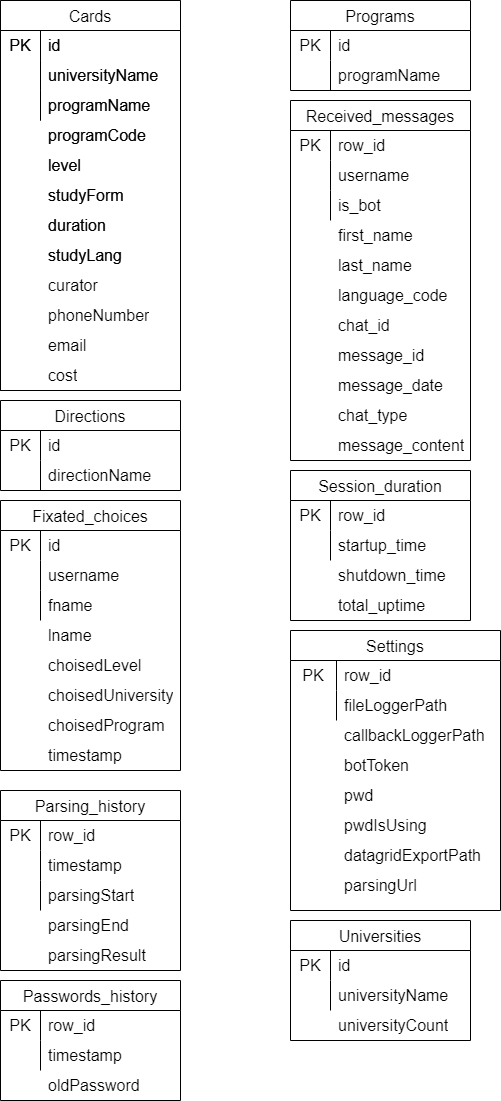 Cards
PK id
universityName
programName
programCode
level
studyForm
duration
studyLang
curator
phoneNumber
email
cost
Directions
PK id
directionName
Fixated_choices
PK id
username
fname
lname
choisedLevel
choisedUniversity
choisedProgram
timestamp
Parsing_history
PK row_id
timestamp
parsingStart
parsingEnd
parsingResult
Passwords_history
PK row_id
timestamp
oldPassword
Programs
PK id
programName
Received_messages
PK row_id
username
is_bot
first_name
last_name
language_code
chat_id
message_id
message_date
chat_type
message_content
Session_duration
PK row_id
startup_time
shutdown_time
total_uptime
Settings
PK row_id
fileLoggerPath
callbackLoggerPath
botToken
pwd
pwdIsUsing
datagridExportPath
parsingUrl
Universities
PK id
universityName
universityCount